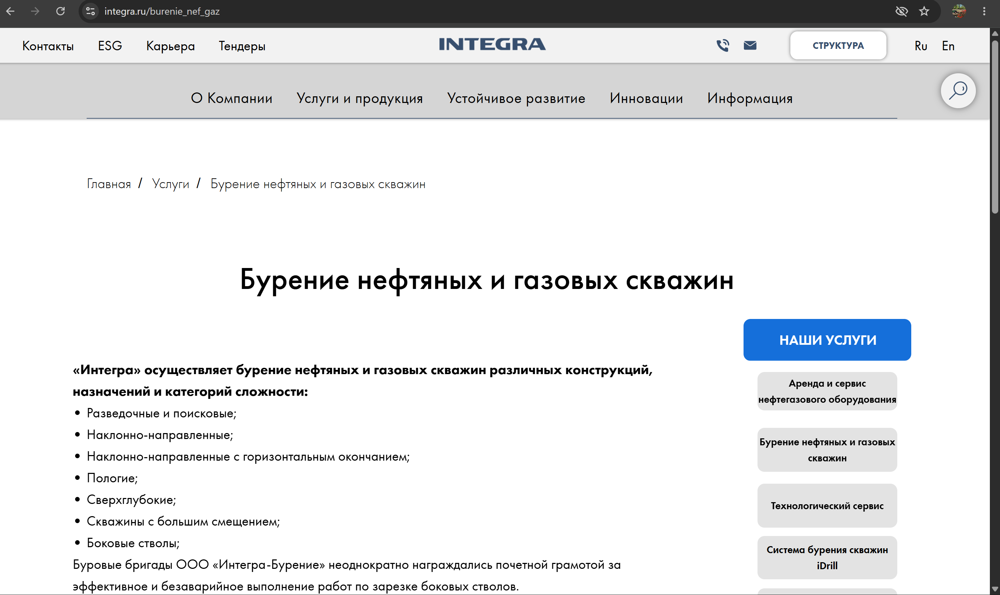 integra.ru/burenie_nef_gaz
Контакты ESG Карьера Тендеры INTEGRA СТРУКТУРА Ru En
О Компании Услуги и продукция Устойчивое развитие Инновации Информация
Главная / Услуги / Бурение нефтяных и газовых скважин
Бурение нефтяных и газовых скважин
«Интегра» осуществляет бурение нефтяных и газовых скважин различных конструкций,
назначений и категорий сложности:
• Разведочные и поисковые;
• Наклонно-направленные;
• Наклонно-направленные с горизонтальным окончанием;
• Пологие;
• Сверхглубокие;
• Скважины с большим смещением;
• Боковые стволы;
Буровые бригады ООО «Интегра-Бурение» неоднократно награждались почетной грамотой за
эффективное и безаварийное выполнение работ по зарезке боковых стволов.
НАШИ УСЛУГИ
Аренда и сервис
нефтегазового оборудования
Бурение нефтяных и газовых
скважин
Технологический сервис
Система бурения скважин
iDrill